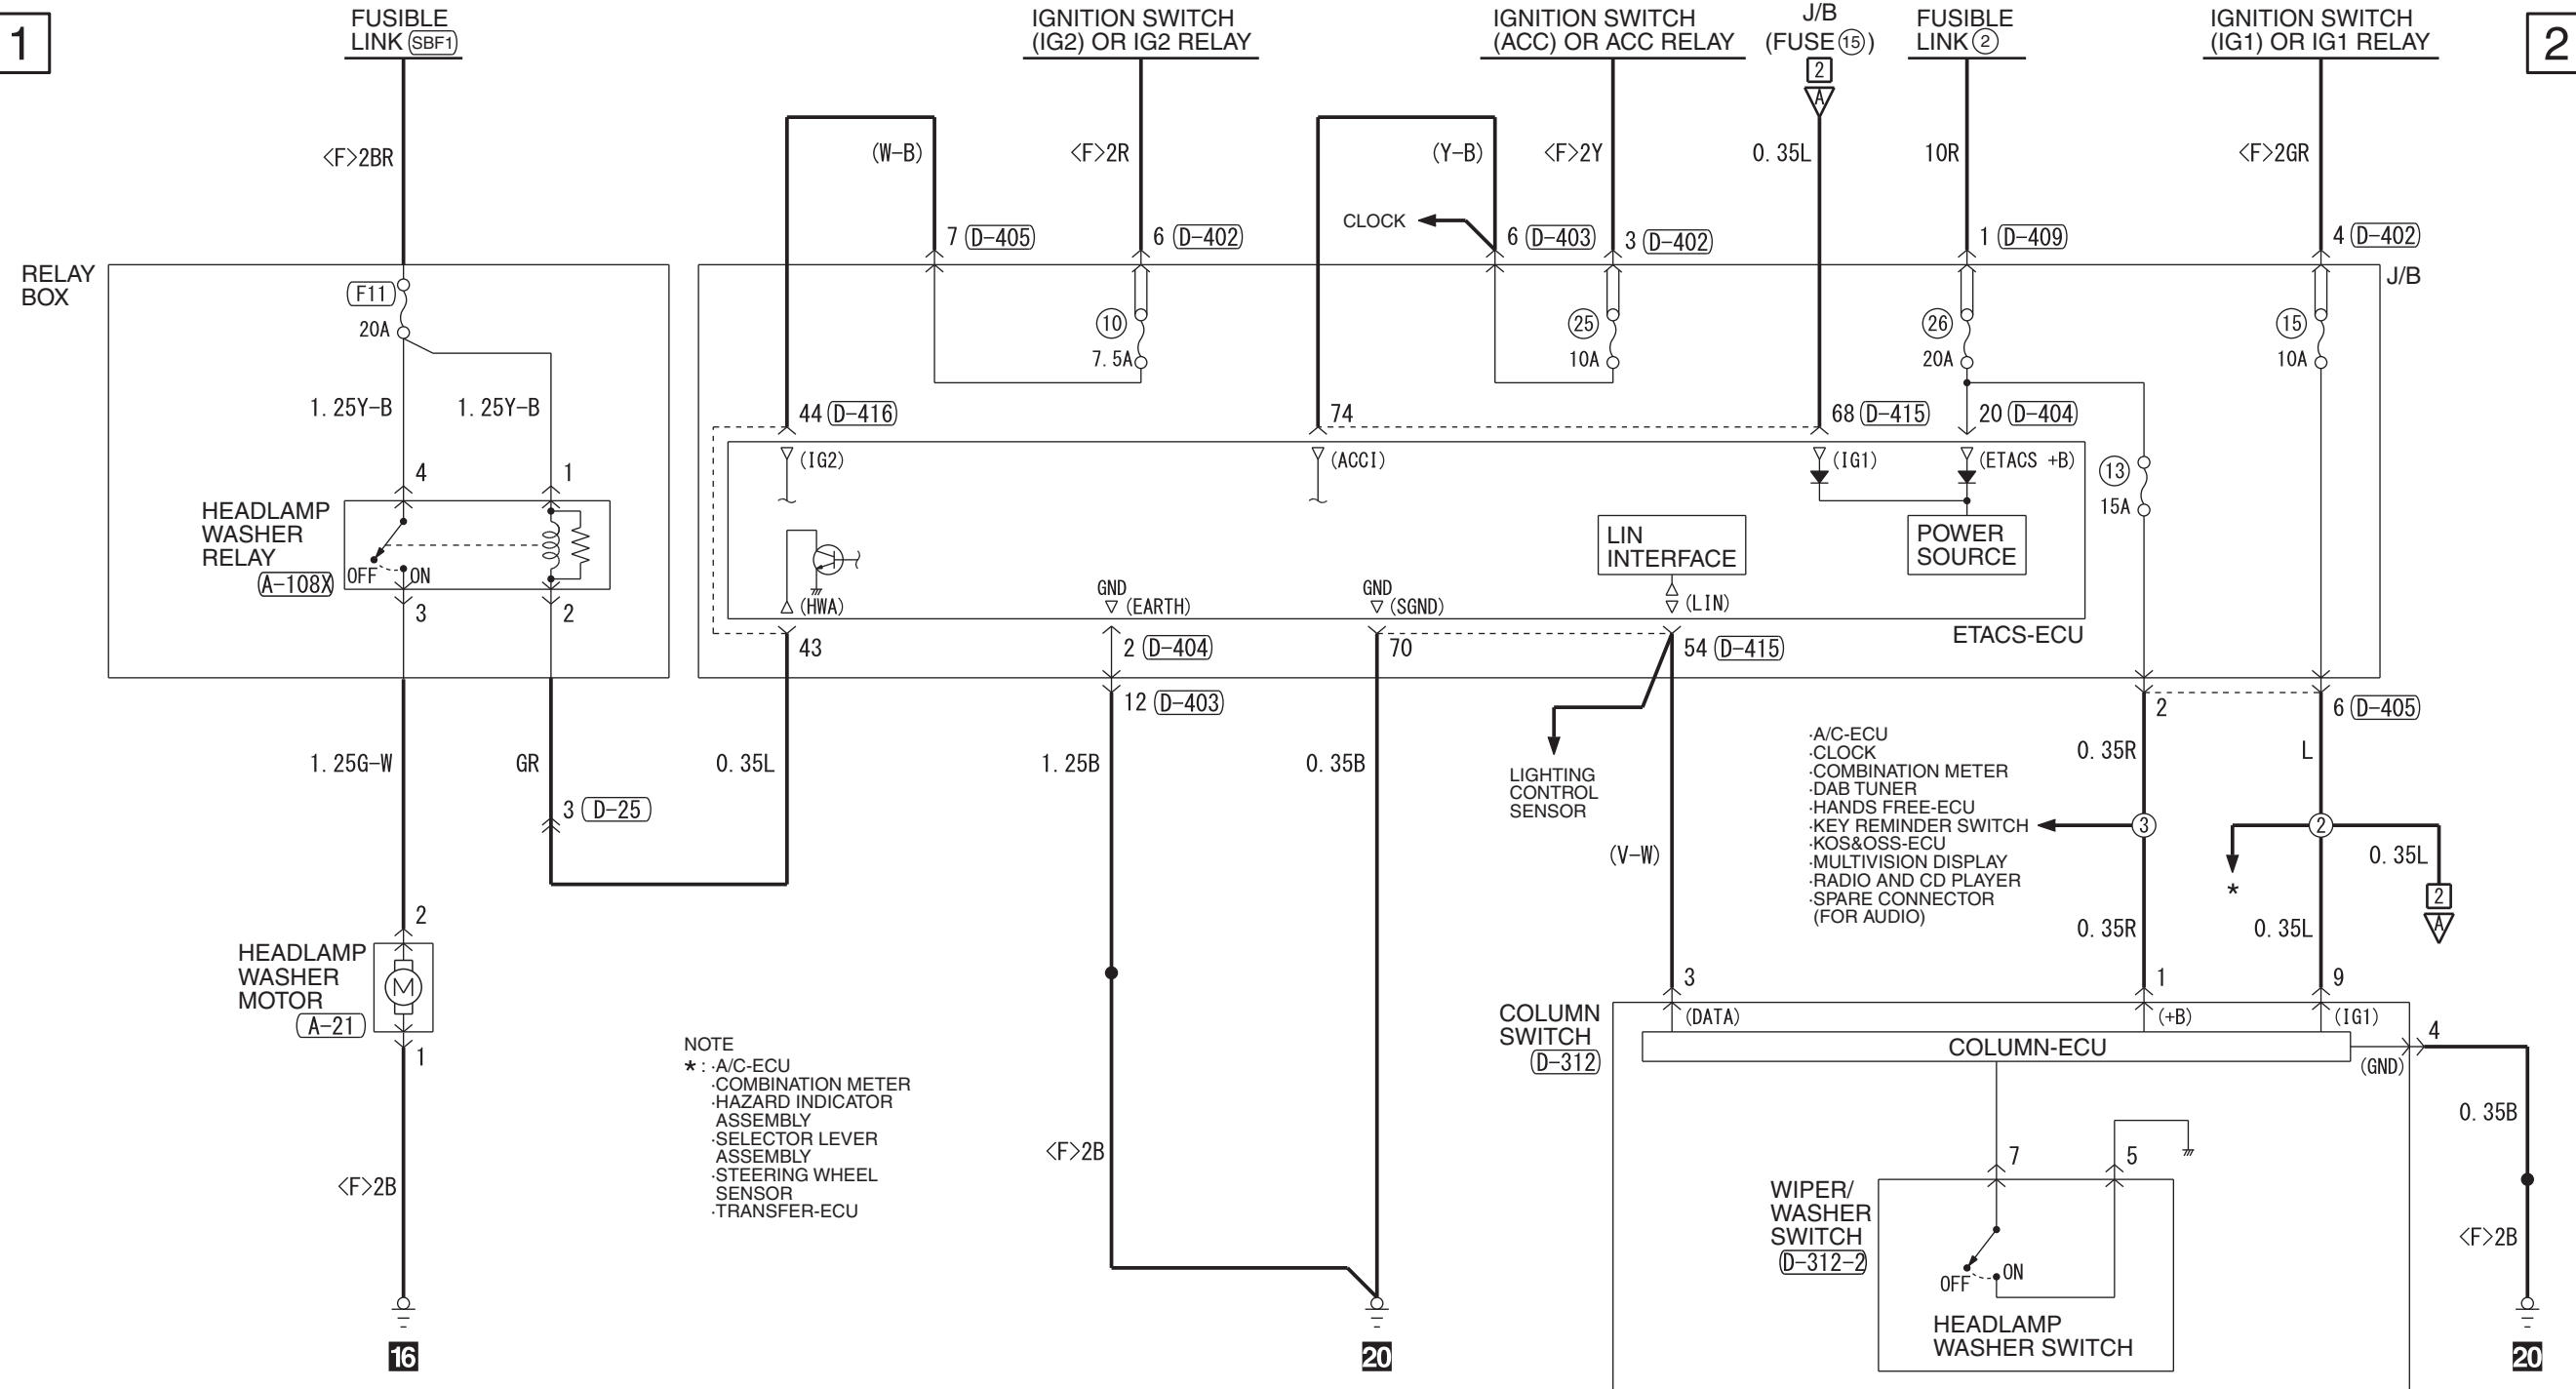 1
FUSIBLE
LINK SBF1
IGNITION SWITCH
(IG2) OR IG2 RELAY
IGNITION SWITCH
(ACC) OR ACC RELAY
J/B
(FUSE 15)
2
A
FUSIBLE
LINK 2
IGNITION SWITCH
(IG1) OR IG1 RELAY
2
<F>2BR
(W-B)
<F>2R
(Y-B)
<F>2Y
0.35L
10R
<F>2GR
CLOCK
7 D-405
6 D-402
6 D-403
3 D-402
1 D-409
4 D-402
RELAY
BOX
J/B
F11
20A
10
7.5A
25
10A
26
20A
15
10A
1.25Y-B
1.25Y-B
44 D-416
74
68 D-415
20 D-404
4
1
(IG2)
(ACCI)
(IG1)
(ETACS +B)
13
15A
HEADLAMP
WASHER
RELAY
A-108X
OFF
ON
LIN
INTERFACE
POWER
SOURCE
3
2
(HWA)
GND
(EARTH)
GND
(SGND)
(LIN)
ETACS-ECU
43
2 D-404
70
54 D-415
12 D-403
2
6 D-405
1.25G-W
GR
0.35L
1.25B
0.35B
LIGHTING
CONTROL
SENSOR
·A/C-ECU
·CLOCK
·COMBINATION METER
·DAB TUNER
·HANDS FREE-ECU
·KEY REMINDER SWITCH
·KOS&OSS-ECU
·MULTIVISION DISPLAY
·RADIO AND CD PLAYER
·SPARE CONNECTOR
(FOR AUDIO)
0.35R
L
3
2
3 D-25
(V-W)
*
0.35L
2
A
0.35R
0.35L
2
HEADLAMP
WASHER
MOTOR
A-21
M
1
3
1
9
COLUMN
SWITCH
D-312
(DATA)
(+B)
(IG1)
COLUMN-ECU
4
(GND)
NOTE
* : ·A/C-ECU
·COMBINATION METER
·HAZARD INDICATOR
ASSEMBLY
·SELECTOR LEVER
ASSEMBLY
·STEERING WHEEL
SENSOR
·TRANSFER-ECU
<F>2B
<F>2B
0.35B
7
5
WIPER/
WASHER
SWITCH
D-312-2
OFF
ON
HEADLAMP
WASHER SWITCH
<F>2B
16
20
20